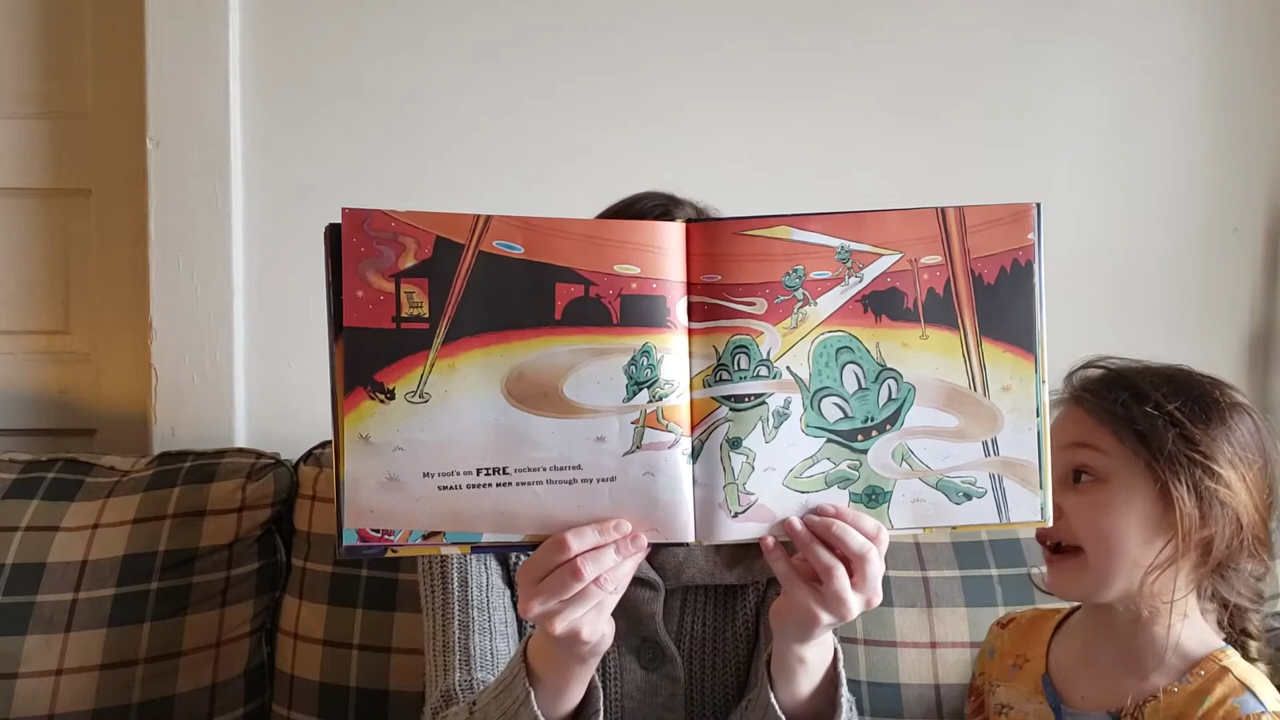 My roof's on FIRE, rocker's charred,
SMALL GREEN MEN swarm through my yard!